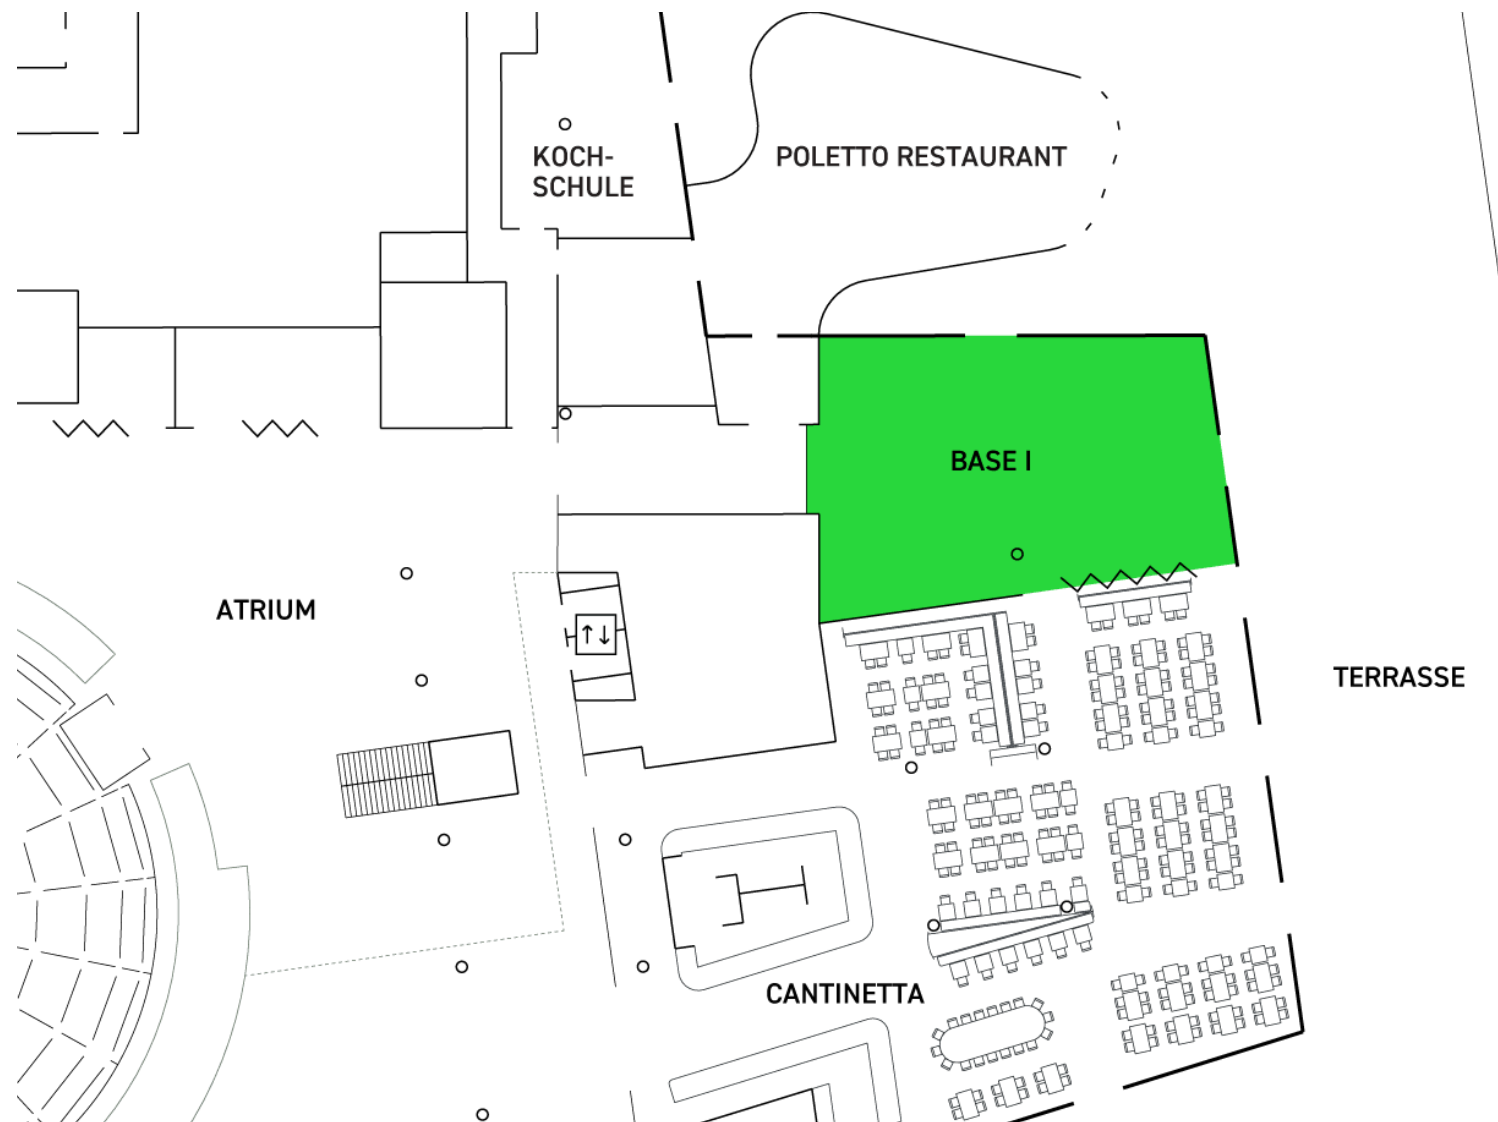 KOCH-
SCHULE
POLETTO RESTAURANT
BASE I
ATRIUM
↑↓
TERRASSE
CANTINETTA